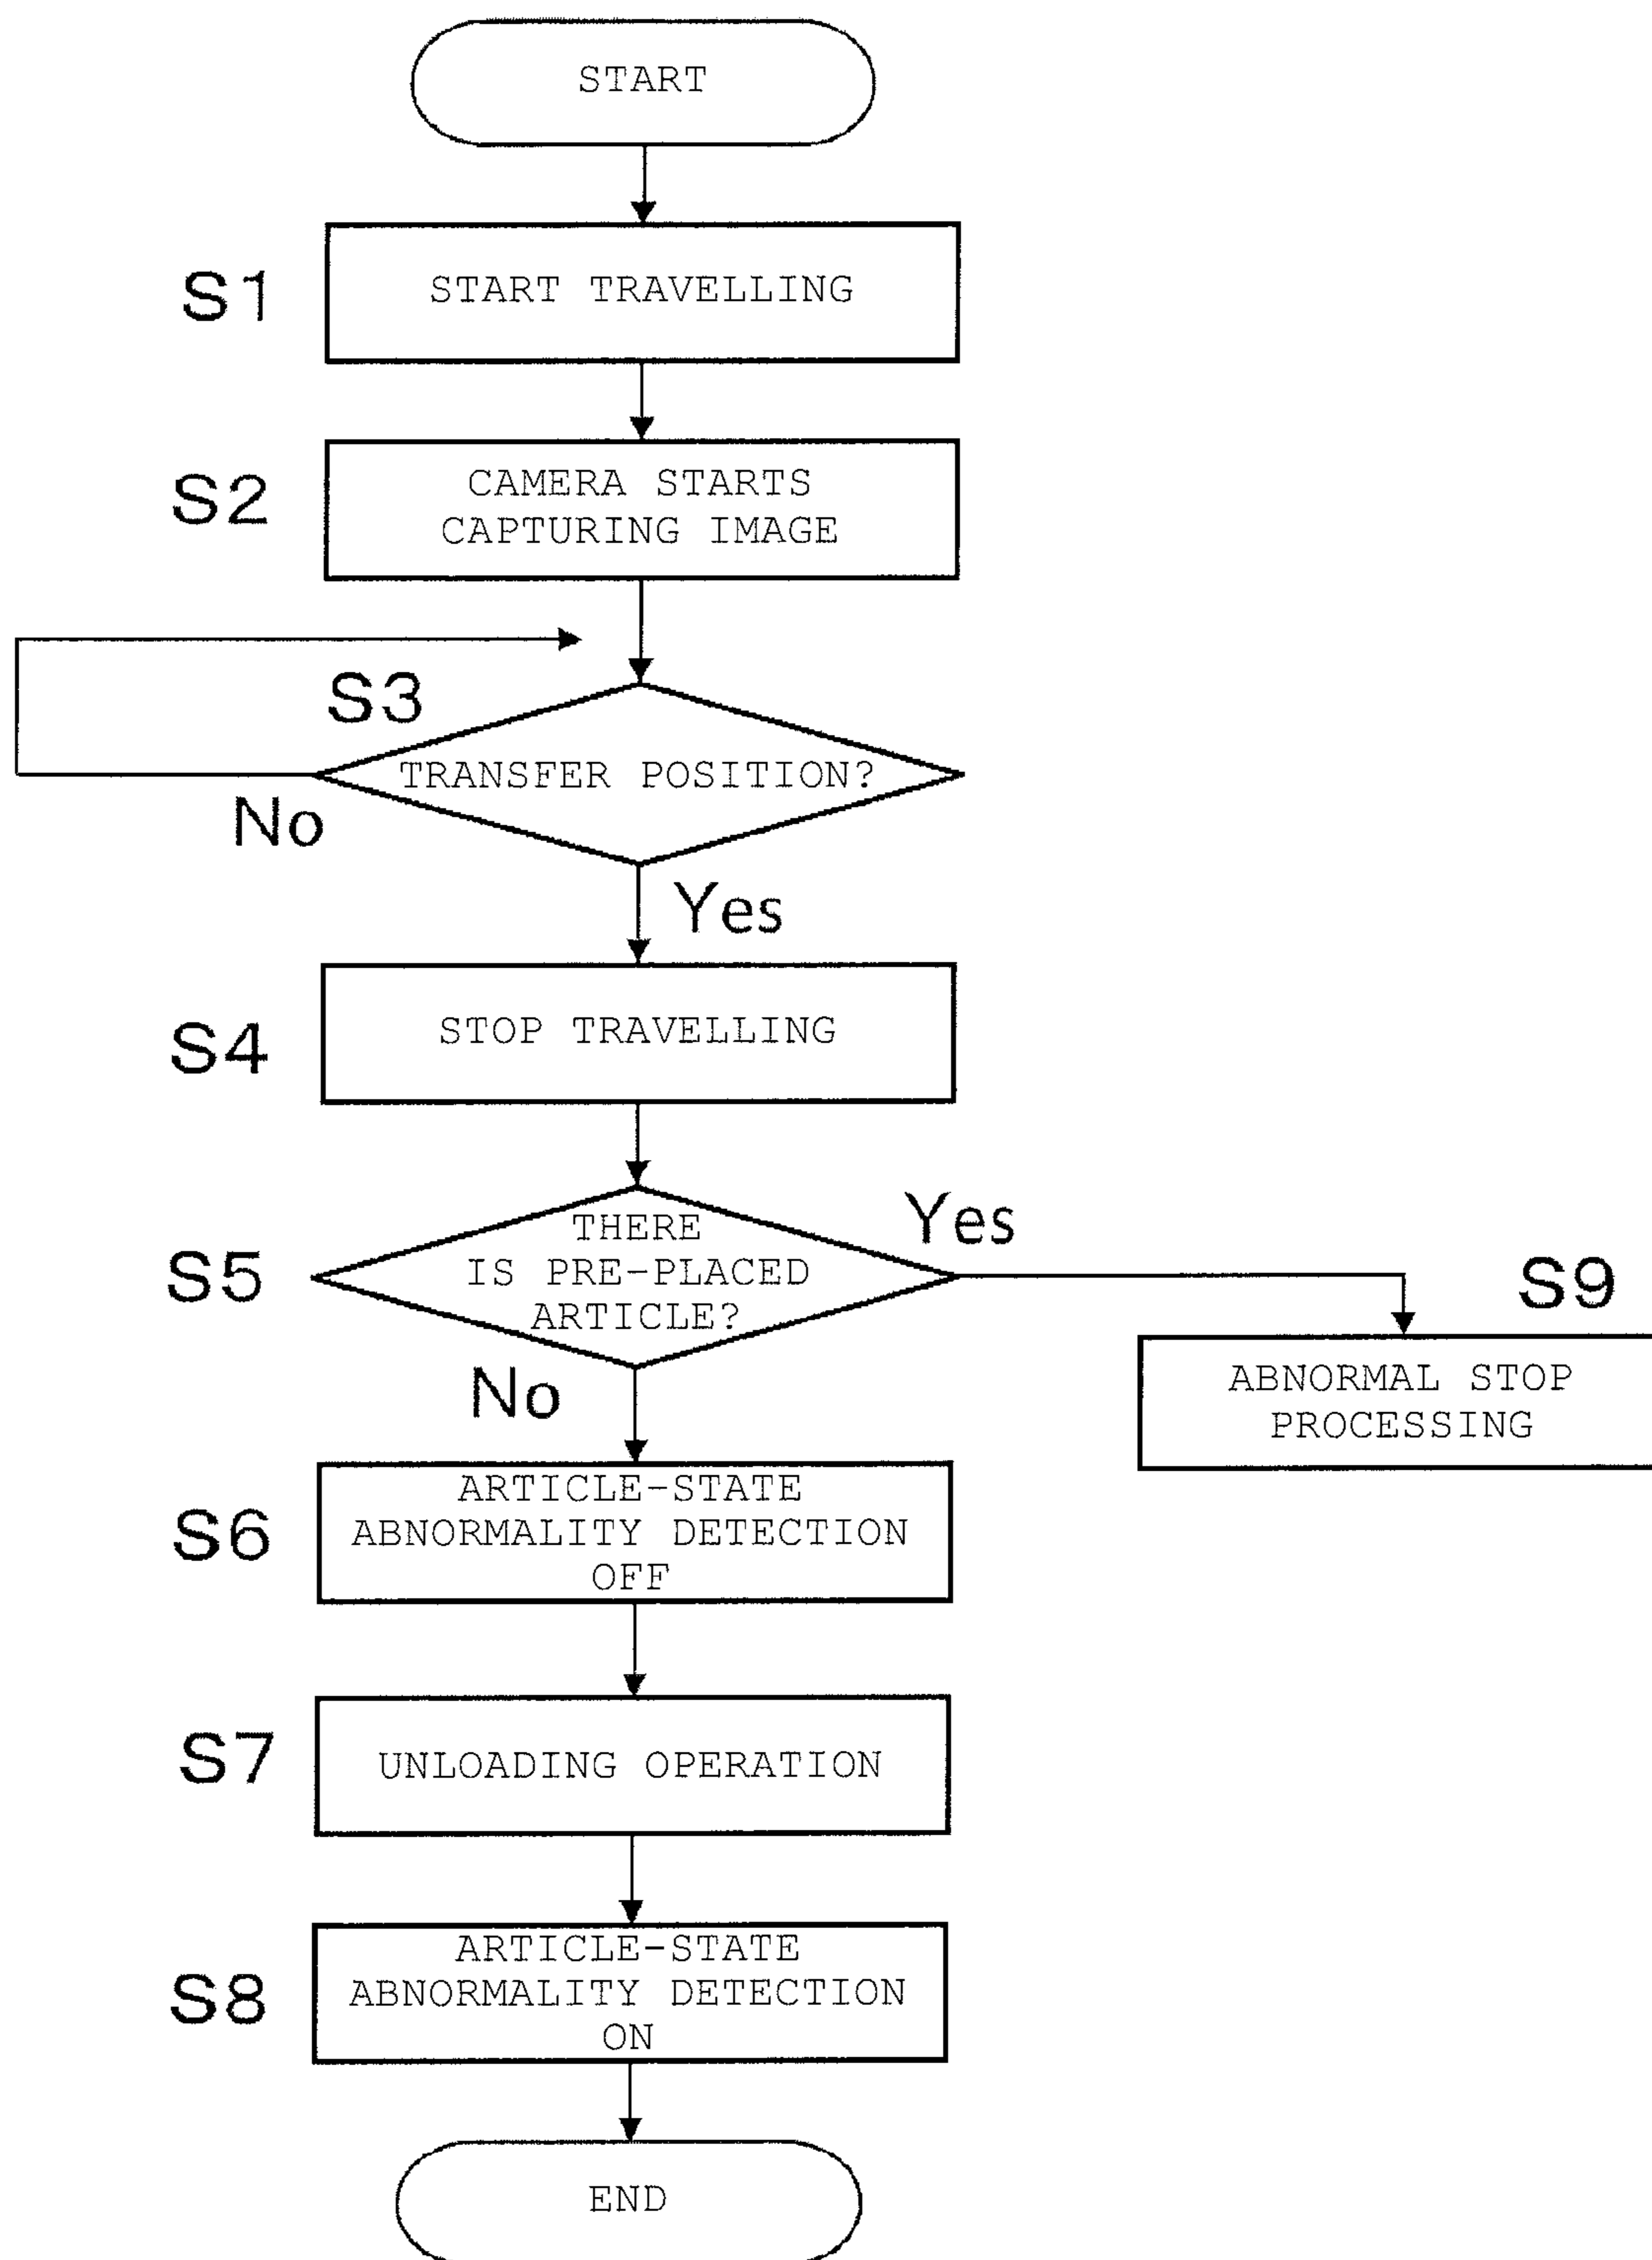 START
S1
START TRAVELLING
S2
CAMERA STARTS
CAPTURING IMAGE
S3
TRANSFER POSITION?
No
Yes
S4
STOP TRAVELLING
S5
THERE
IS PRE-PLACED
ARTICLE?
Yes
No
S9
ABNORMAL STOP
PROCESSING
S6
ARTICLE-STATE
ABNORMALITY DETECTION
OFF
S7
UNLOADING OPERATION
S8
ARTICLE-STATE
ABNORMALITY DETECTION
ON
END